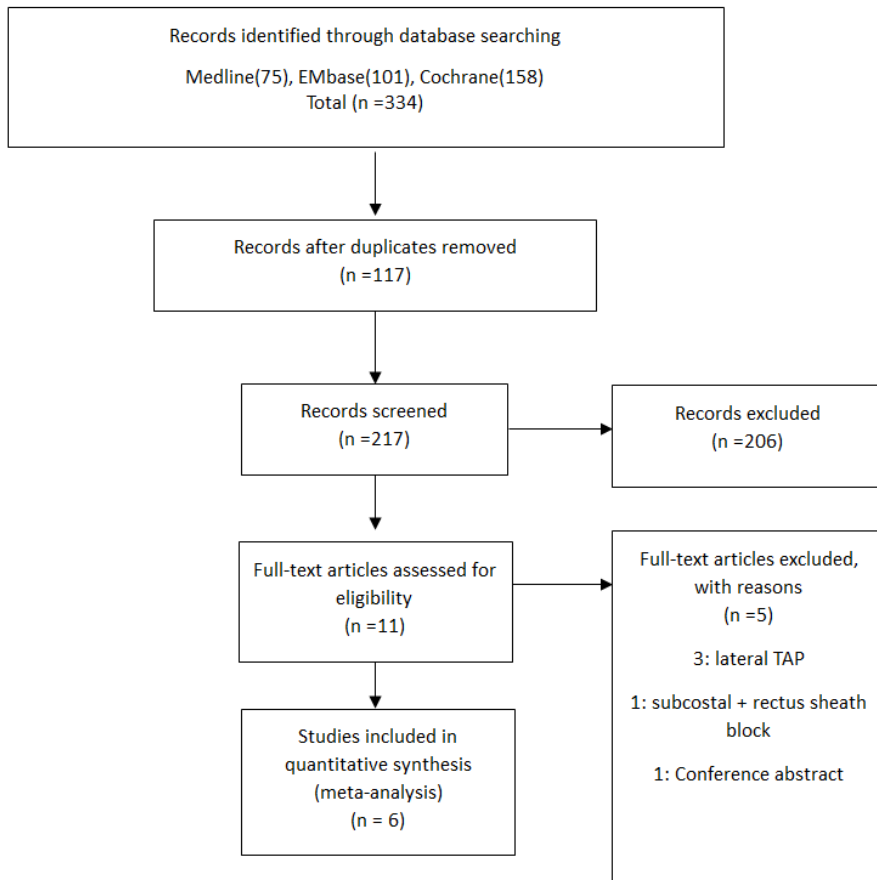 Records identified through database searching
Medline(75), EMbase(101), Cochrane(158)
Total (n =334)
Records after duplicates removed
(n =117)
Records screened
(n =217)
Records excluded
(n =206)
Full-text articles assessed for
eligibility
(n =11)
Full-text articles excluded,
with reasons
(n =5)
3: lateral TAP
1: subcostal + rectus sheath
block
1: Conference abstract
Studies included in
quantitative synthesis
(meta-analysis)
(n = 6)